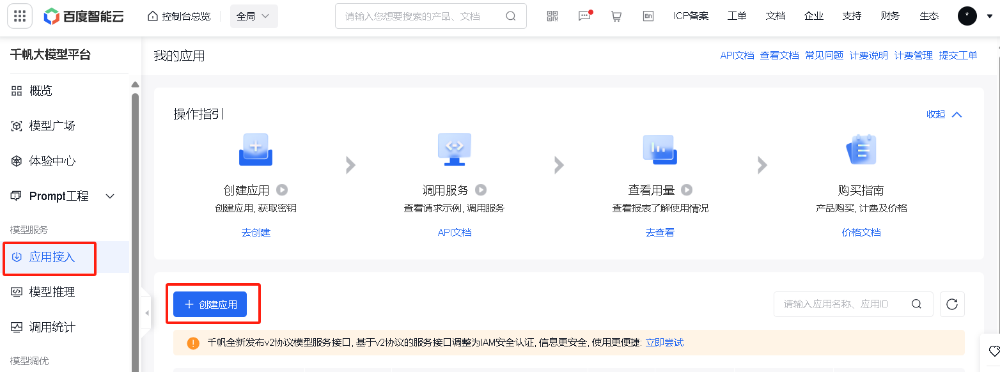 百度智能云 控制台总览 全局 请输入您想要搜索的产品、文档 En ICP备案 工单 文档 企业 支持 财务 生态
千帆大模型平台
概览
模型广场
体验中心
Prompt工程
模型服务
应用接入
模型推理
调用统计
模型调优
我的应用 API文档 查看文档 常见问题 计费说明 计费管理 提交工单
操作指引 收起
创建应用 调用服务 查看用量 购买指南
创建应用, 获取密钥 查看请求示例, 调用服务 查看报表了解使用情况 产品购买, 计费及价格
去创建 API文档 去查看 价格文档
+ 创建应用 请输入应用名称、应用ID
千帆全新发布v2协议模型服务接口, 基于v2协议的服务接口调整为IAM安全认证, 信息更安全, 使用更便捷: 立即尝试